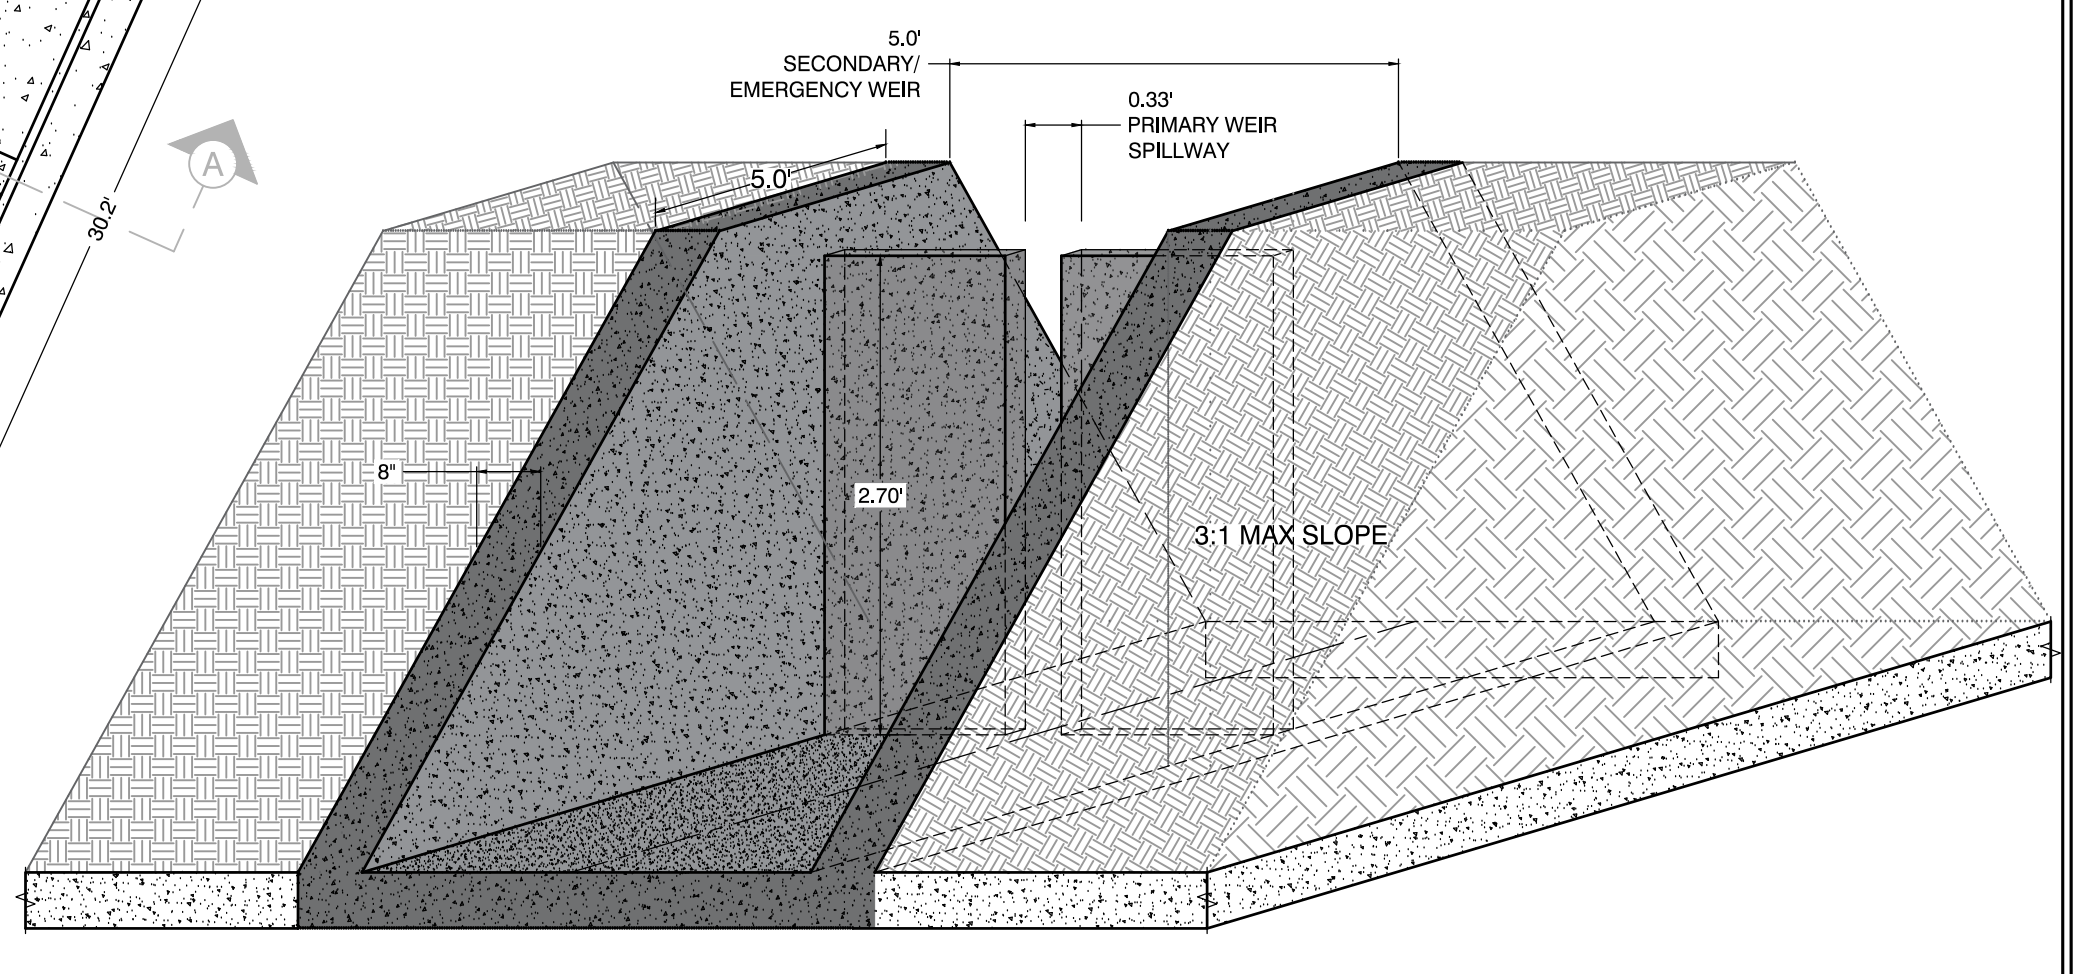 5.0'
SECONDARY/
EMERGENCY WEIR
0.33'
PRIMARY WEIR
SPILLWAY
A
5.0'
30.2'
8"
2.70'
3:1 MAX SLOPE